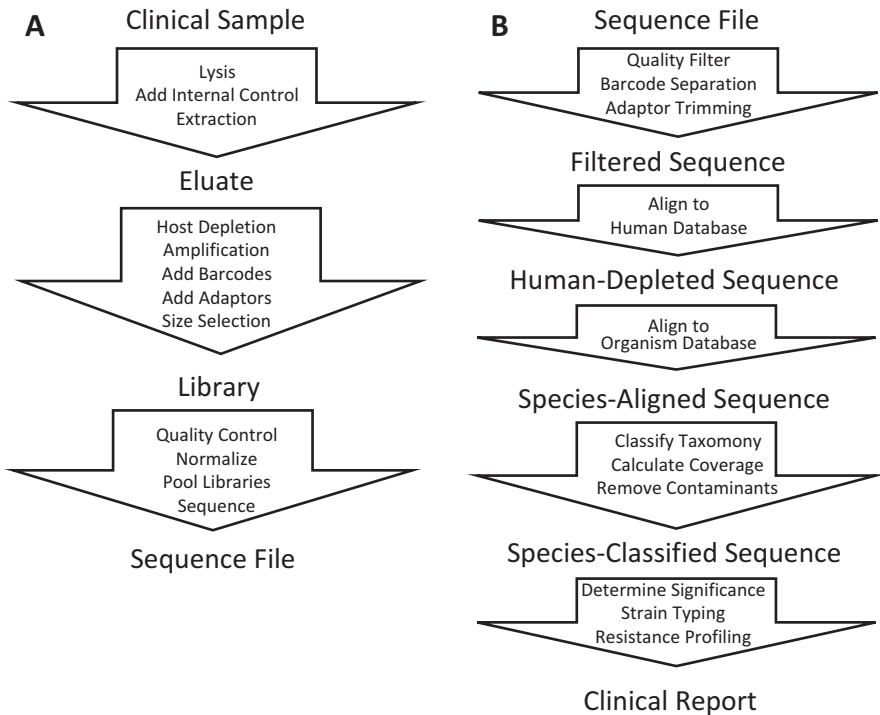 A
Clinical Sample
Lysis
Add Internal Control
Extraction
Eluate
Host Depletion
Amplification
Add Barcodes
Add Adaptors
Size Selection
Library
Quality Control
Normalize
Pool Libraries
Sequence
Sequence File
B
Sequence File
Quality Filter
Barcode Separation
Adaptor Trimming
Filtered Sequence
Align to
Human Database
Human-Depleted Sequence
Align to
Organism Database
Species-Aligned Sequence
Classify Taxomony
Calculate Coverage
Remove Contaminants
Species-Classified Sequence
Determine Significance
Strain Typing
Resistance Profiling
Clinical Report